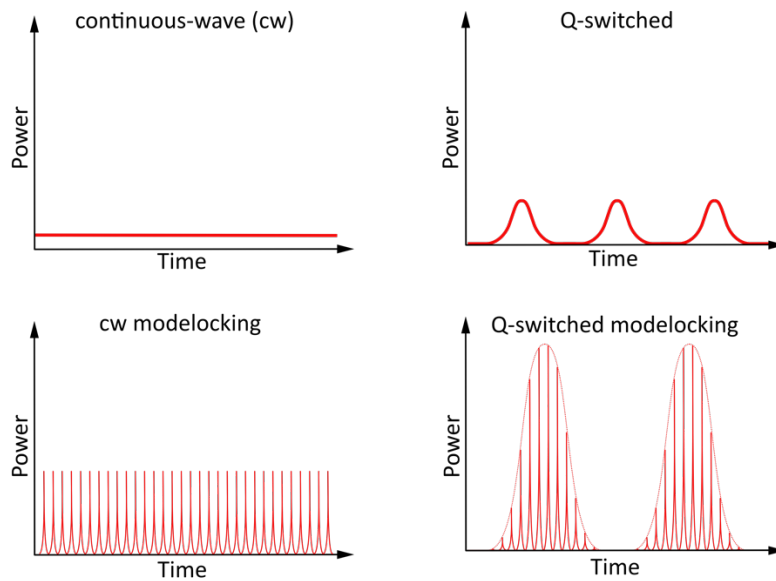 continuous-wave (cw)
Power
Time
Q-switched
Power
Time
cw modelocking
Power
Time
Q-switched modelocking
Power
Time